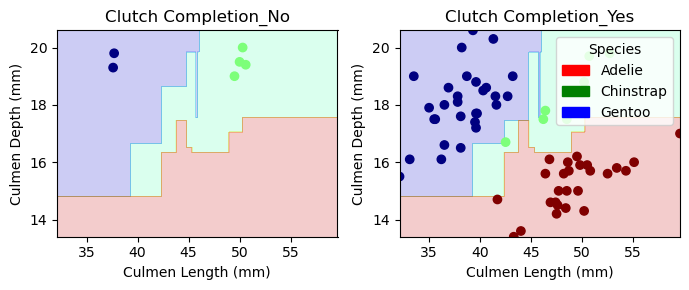 Clutch Completion_No
Culmen Depth (mm)
20
18
16
14
35
40
45
50
55
Culmen Length (mm)
Clutch Completion_Yes
Culmen Depth (mm)
20
18
16
14
35
40
45
50
55
Culmen Length (mm)
Species
Adelie
Chinstrap
Gentoo